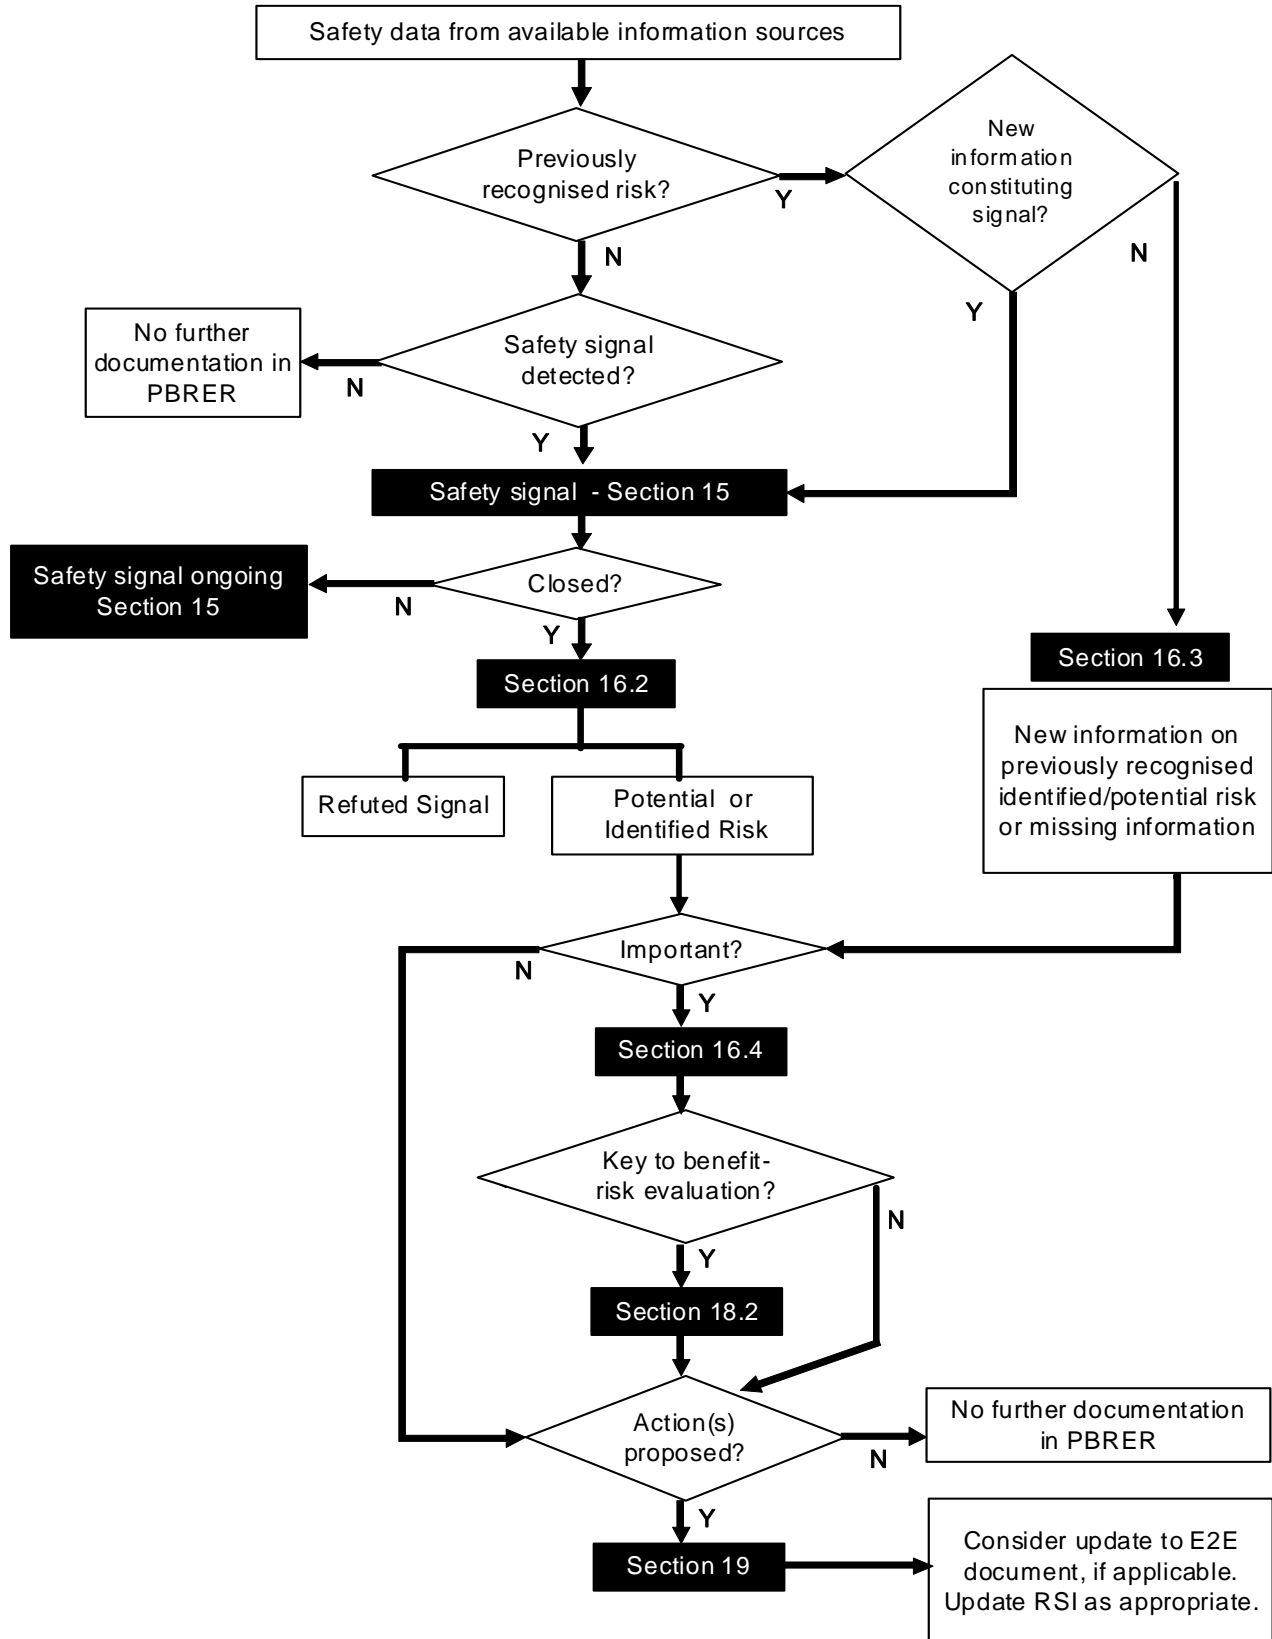 Safety data from available information sources
Previously
recognised risk?
Y
New
information
constituting
signal?
N
N
Y
Safety signal
detected?
N
No further
documentation in
PBRER
Y
Safety signal - Section 15
Closed?
N
Safety signal ongoing
Section 15
Y
Section 16.2
Section 16.3
New information on
previously recognised
identified/potential risk
or missing information
Refuted Signal
Potential or
Identified Risk
Important?
N
Y
Section 16.4
Key to benefit-
risk evaluation?
N
Y
Section 18.2
Action(s)
proposed?
N
No further documentation
in PBRER
Y
Section 19
Consider update to E2E
document, if applicable.
Update RSI as appropriate.